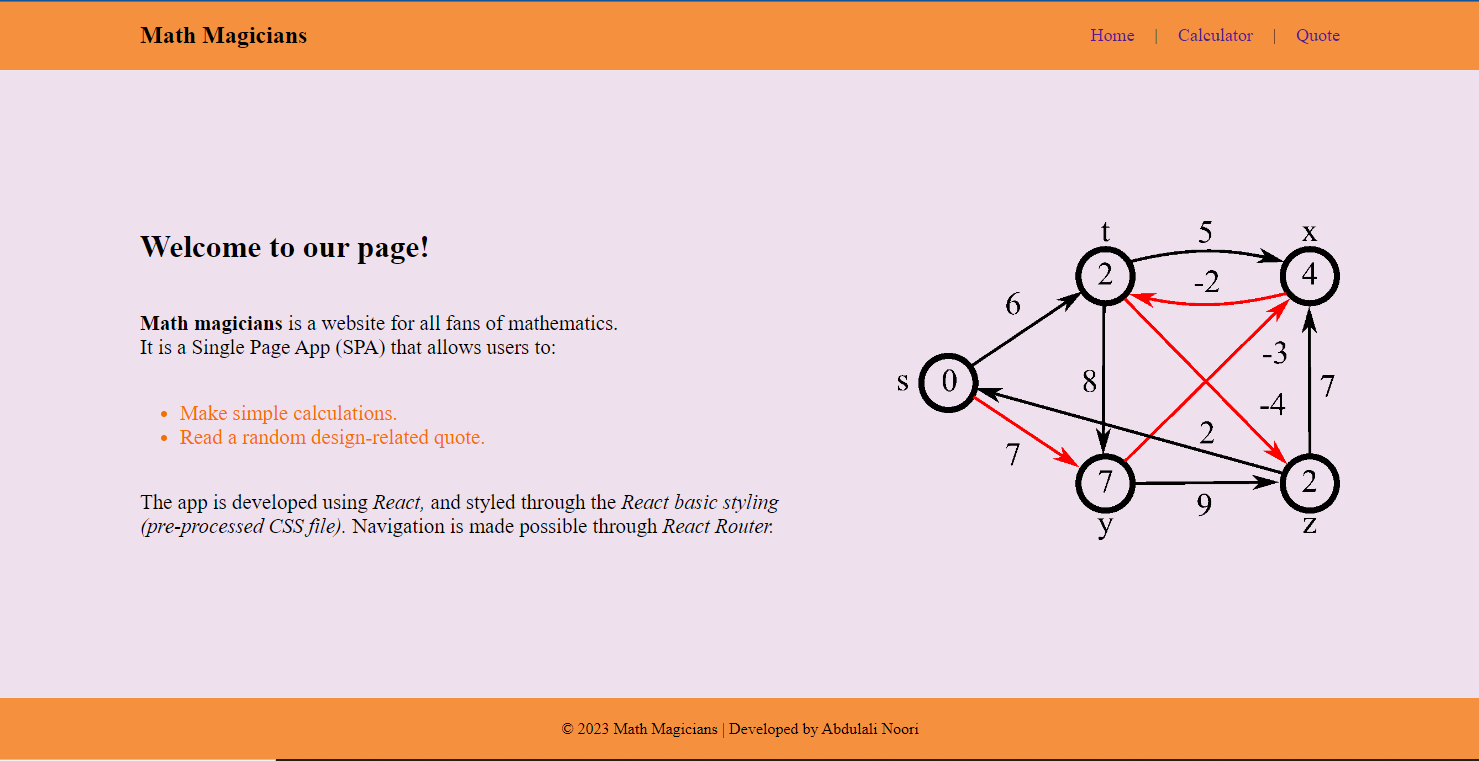 Math Magicians
Home | Calculator | Quote
Welcome to our page!
Math magicians is a website for all fans of mathematics.
It is a Single Page App (SPA) that allows users to:
• Make simple calculations.
• Read a random design-related quote.
The app is developed using React, and styled through the React basic styling
(pre-processed CSS file). Navigation is made possible through React Router.
t 5 x
2 -2 4
6
-3
s 0 8 7
-4
2
7
7 9 2
y z
© 2023 Math Magicians | Developed by Abdulali Noori